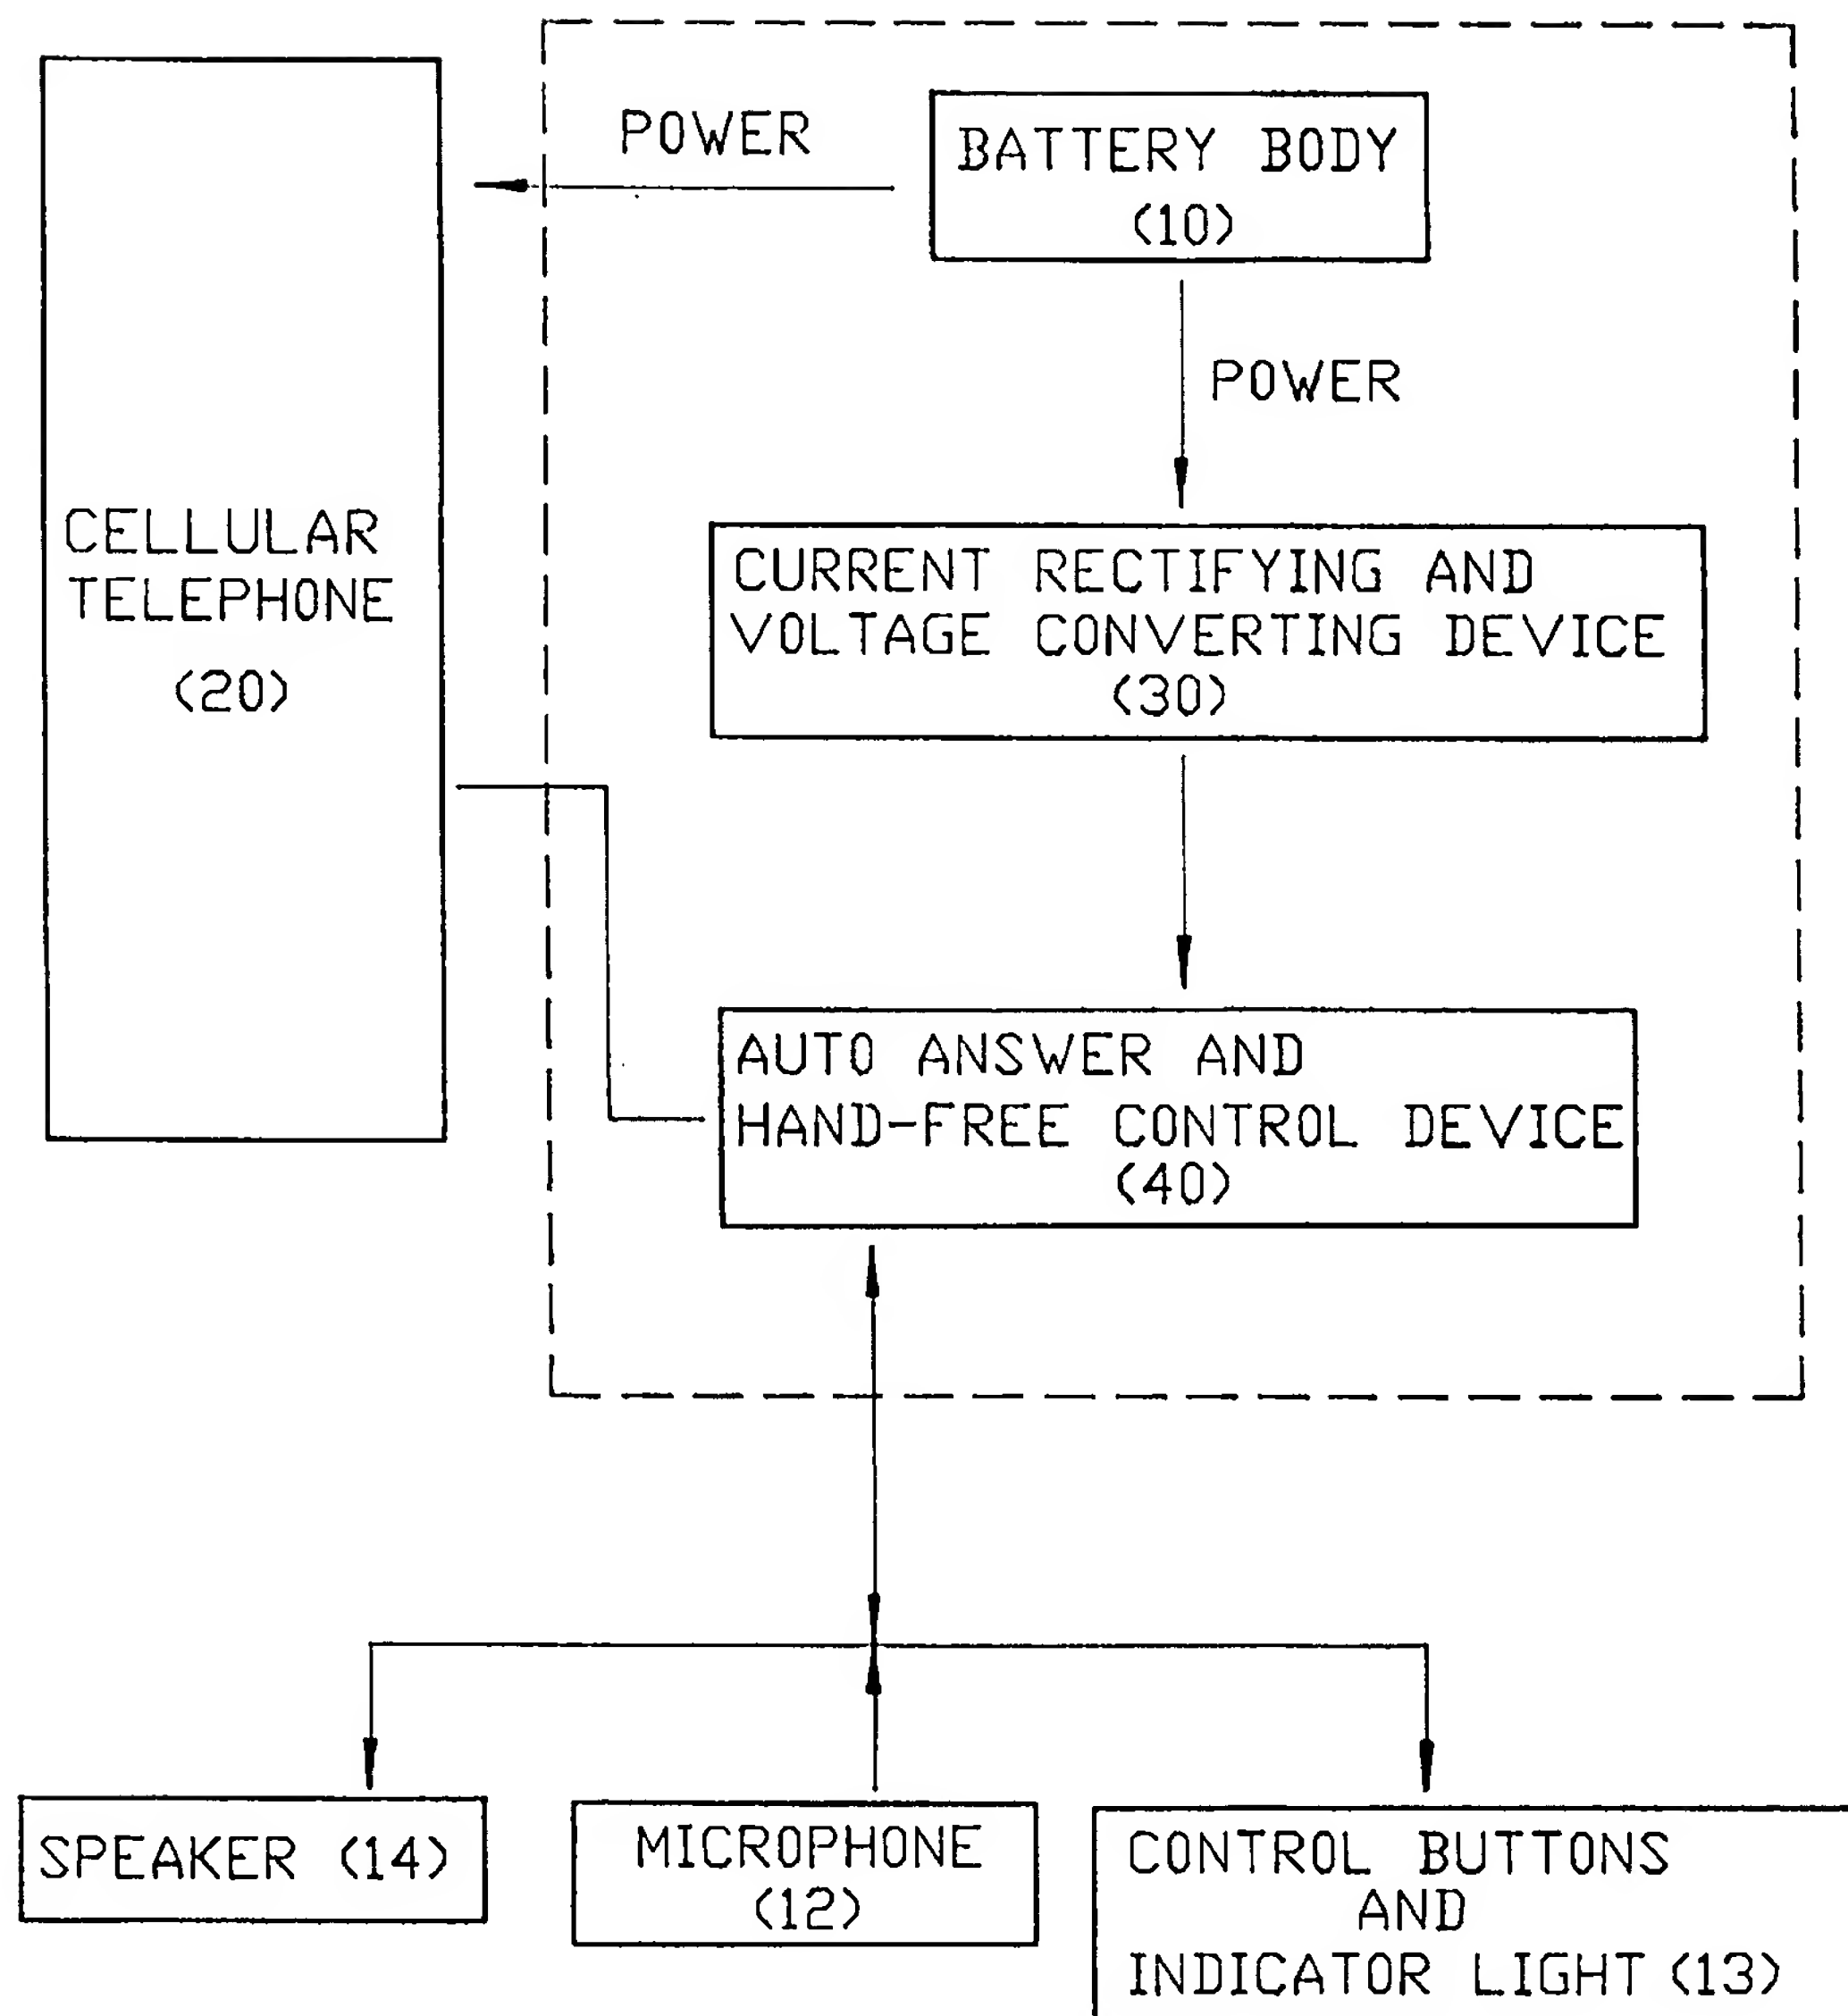 POWER
BATTERY BODY
(10)
POWER
CELLULAR
TELEPHONE
(20)
CURRENT RECTIFYING AND
VOLTAGE CONVERTING DEVICE
(30)
AUTO ANSWER AND
HAND-FREE CONTROL DEVICE
(40)
SPEAKER (14)
MICROPHONE
(12)
CONTROL BUTTONS
AND
INDICATOR LIGHT (13)